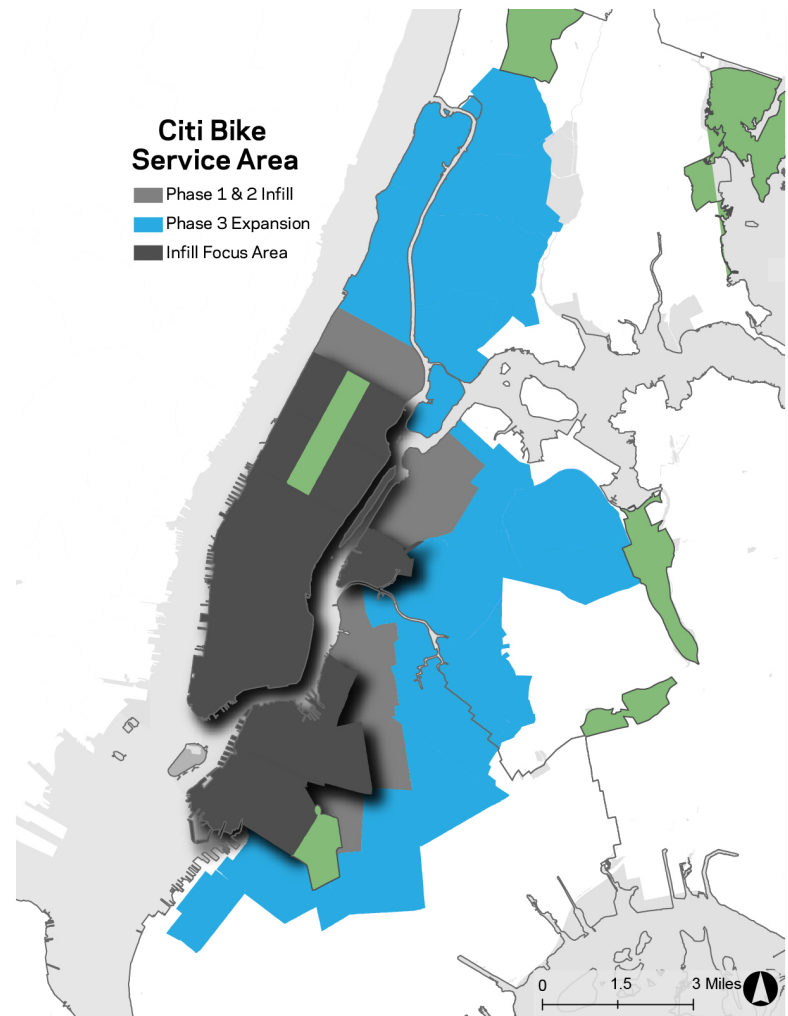 Citi Bike
Service Area
Phase 1 & 2 Infill
Phase 3 Expansion
Infill Focus Area
0 1.5 3 Miles